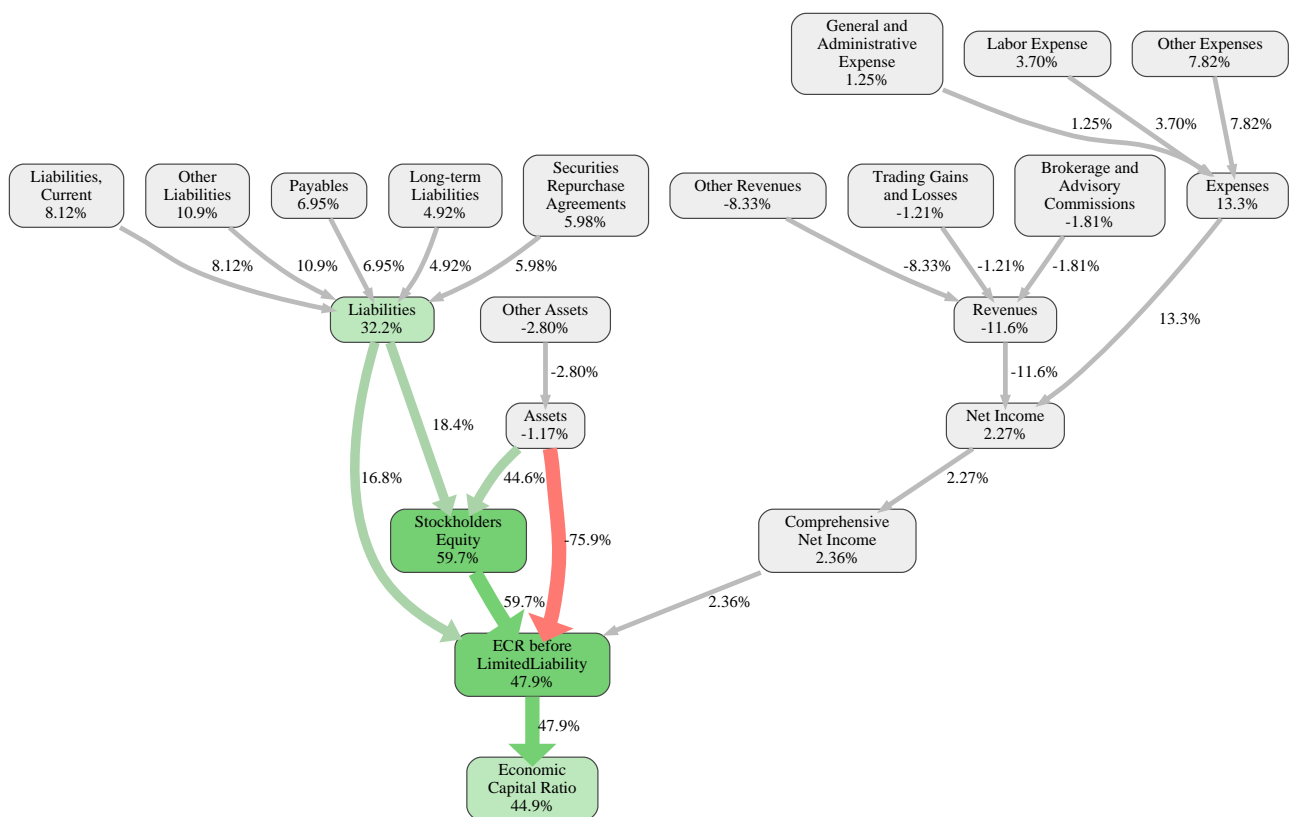 General and
Administrative
Expense
1.25%
Labor Expense
3.70%
Other Expenses
7.82%
1.25%
3.70%
7.82%
Liabilities,
Current
8.12%
Other
Liabilities
10.9%
Payables
6.95%
Long-term
Liabilities
4.92%
Securities
Repurchase
Agreements
5.98%
Other Revenues
-8.33%
Trading Gains
and Losses
-1.21%
Brokerage and
Advisory
Commissions
-1.81%
Expenses
13.3%
8.12%
10.9%
6.95%
4.92%
5.98%
-8.33%
-1.21%
-1.81%
Liabilities
32.2%
Other Assets
-2.80%
Revenues
-11.6%
13.3%
-2.80%
-11.6%
Assets
-1.17%
Net Income
2.27%
18.4%
16.8%
44.6%
2.27%
Stockholders
Equity
59.7%
-75.9%
Comprehensive
Net Income
2.36%
59.7%
2.36%
ECR before
LimitedLiability
47.9%
47.9%
Economic
Capital Ratio
44.9%